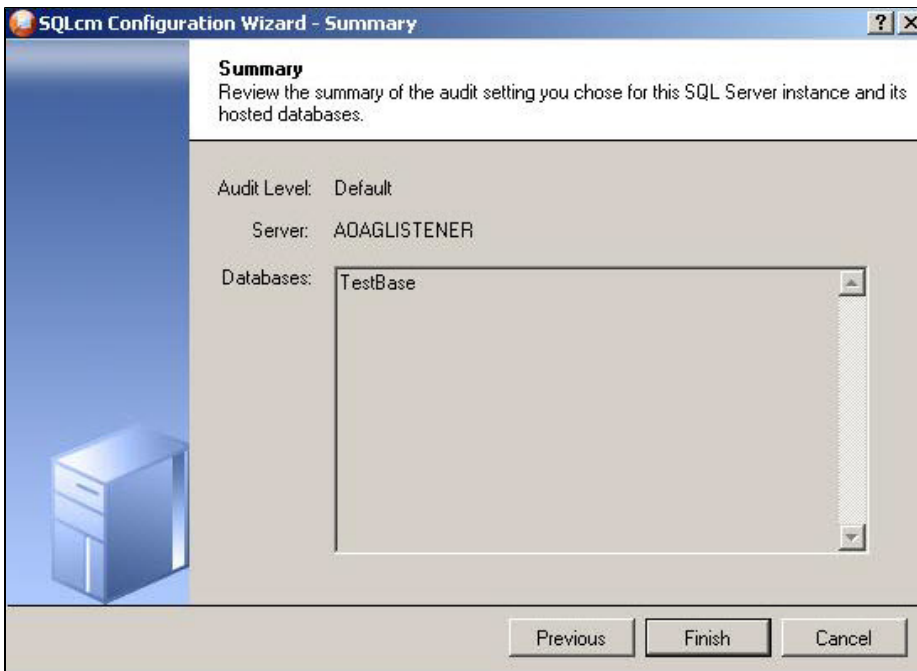 SQLcm Configuration Wizard - Summary
Summary
Review the summary of the audit setting you chose for this SQL Server instance and its
hosted databases.
Audit Level: Default
Server: AOAGLISTENER
Databases: TestBase
Previous Finish Cancel